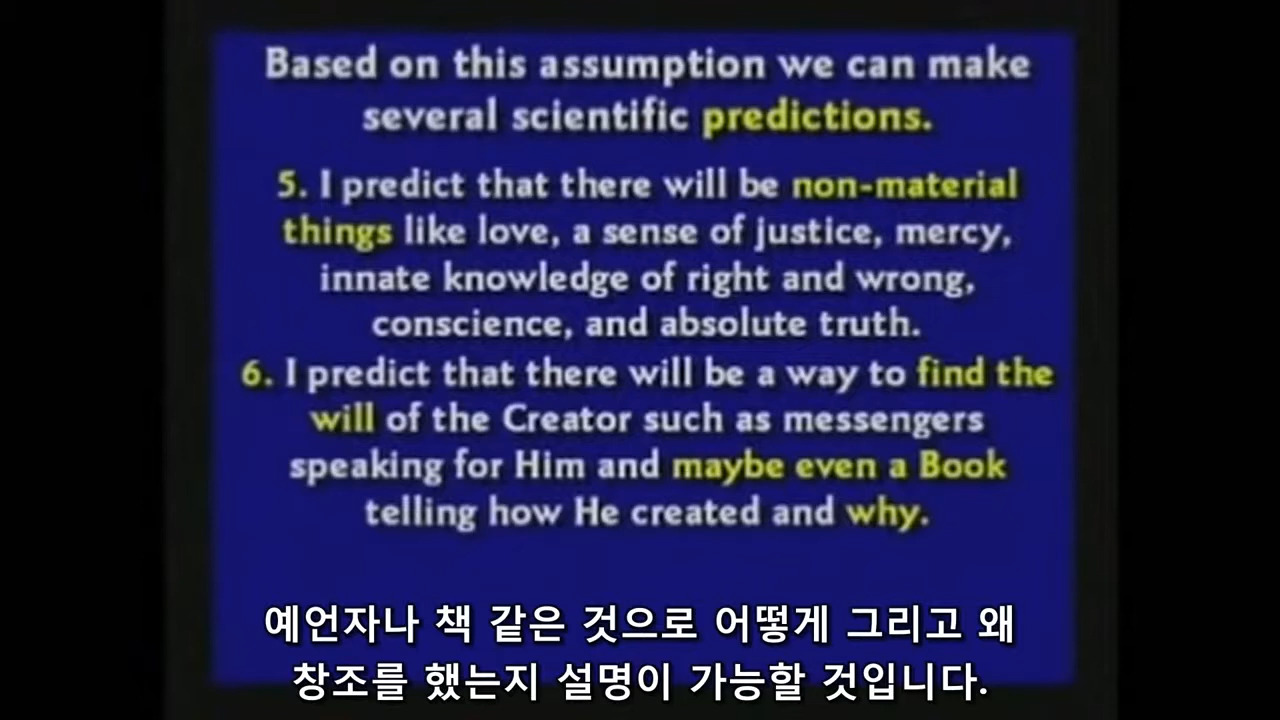 Based on this assumption we can make
several scientific predictions.
5. I predict that there will be non-material
things like love, a sense of justice, mercy,
innate knowledge of right and wrong,
conscience, and absolute truth.
6. I predict that there will be a way to find the
will of the Creator such as messengers
speaking for Him and maybe even a Book
telling how He created and why.
예언자나 책 같은 것으로 어떻게 그리고 왜
창조를 했는지 설명이 가능할 것입니다.